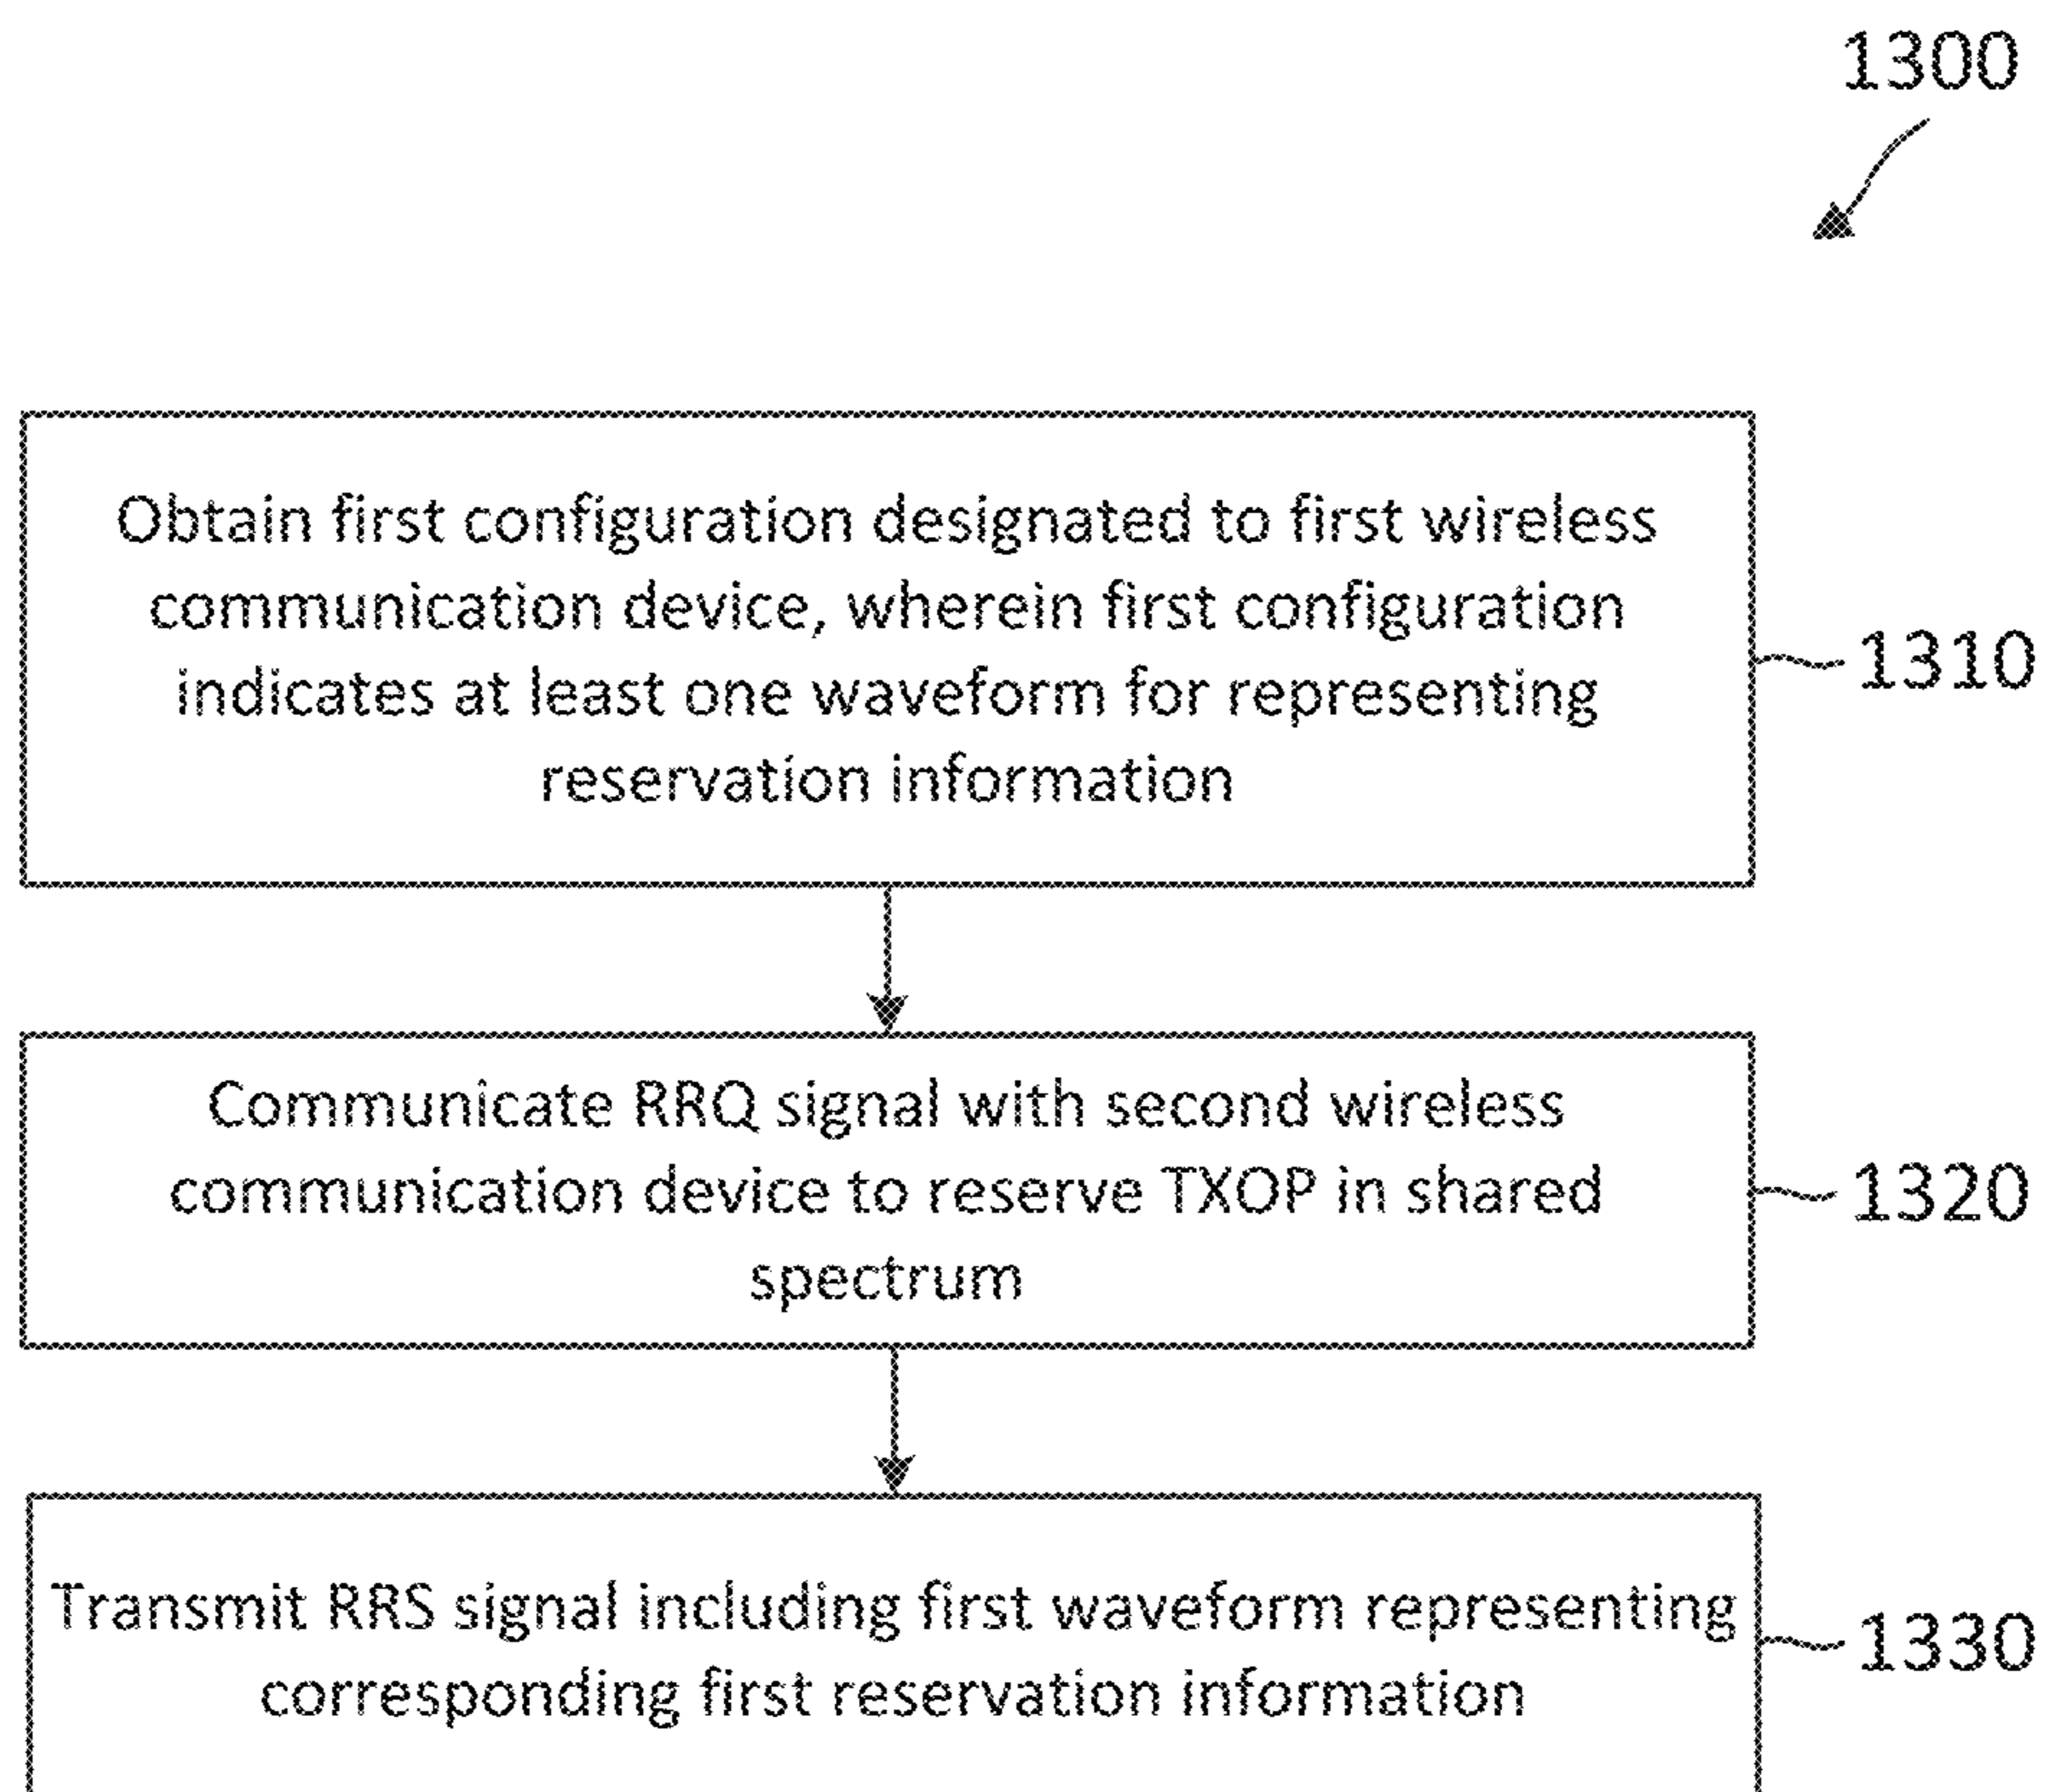 1300
Obtain first configuration designated to first wireless
communication device, wherein first configuration
indicates at least one waveform for representing
reservation information
1310
Communicate RRQ signal with second wireless
communication device to reserve TXOP in shared
spectrum
1320
Transmit RRS signal including first waveform representing
corresponding first reservation information
1330